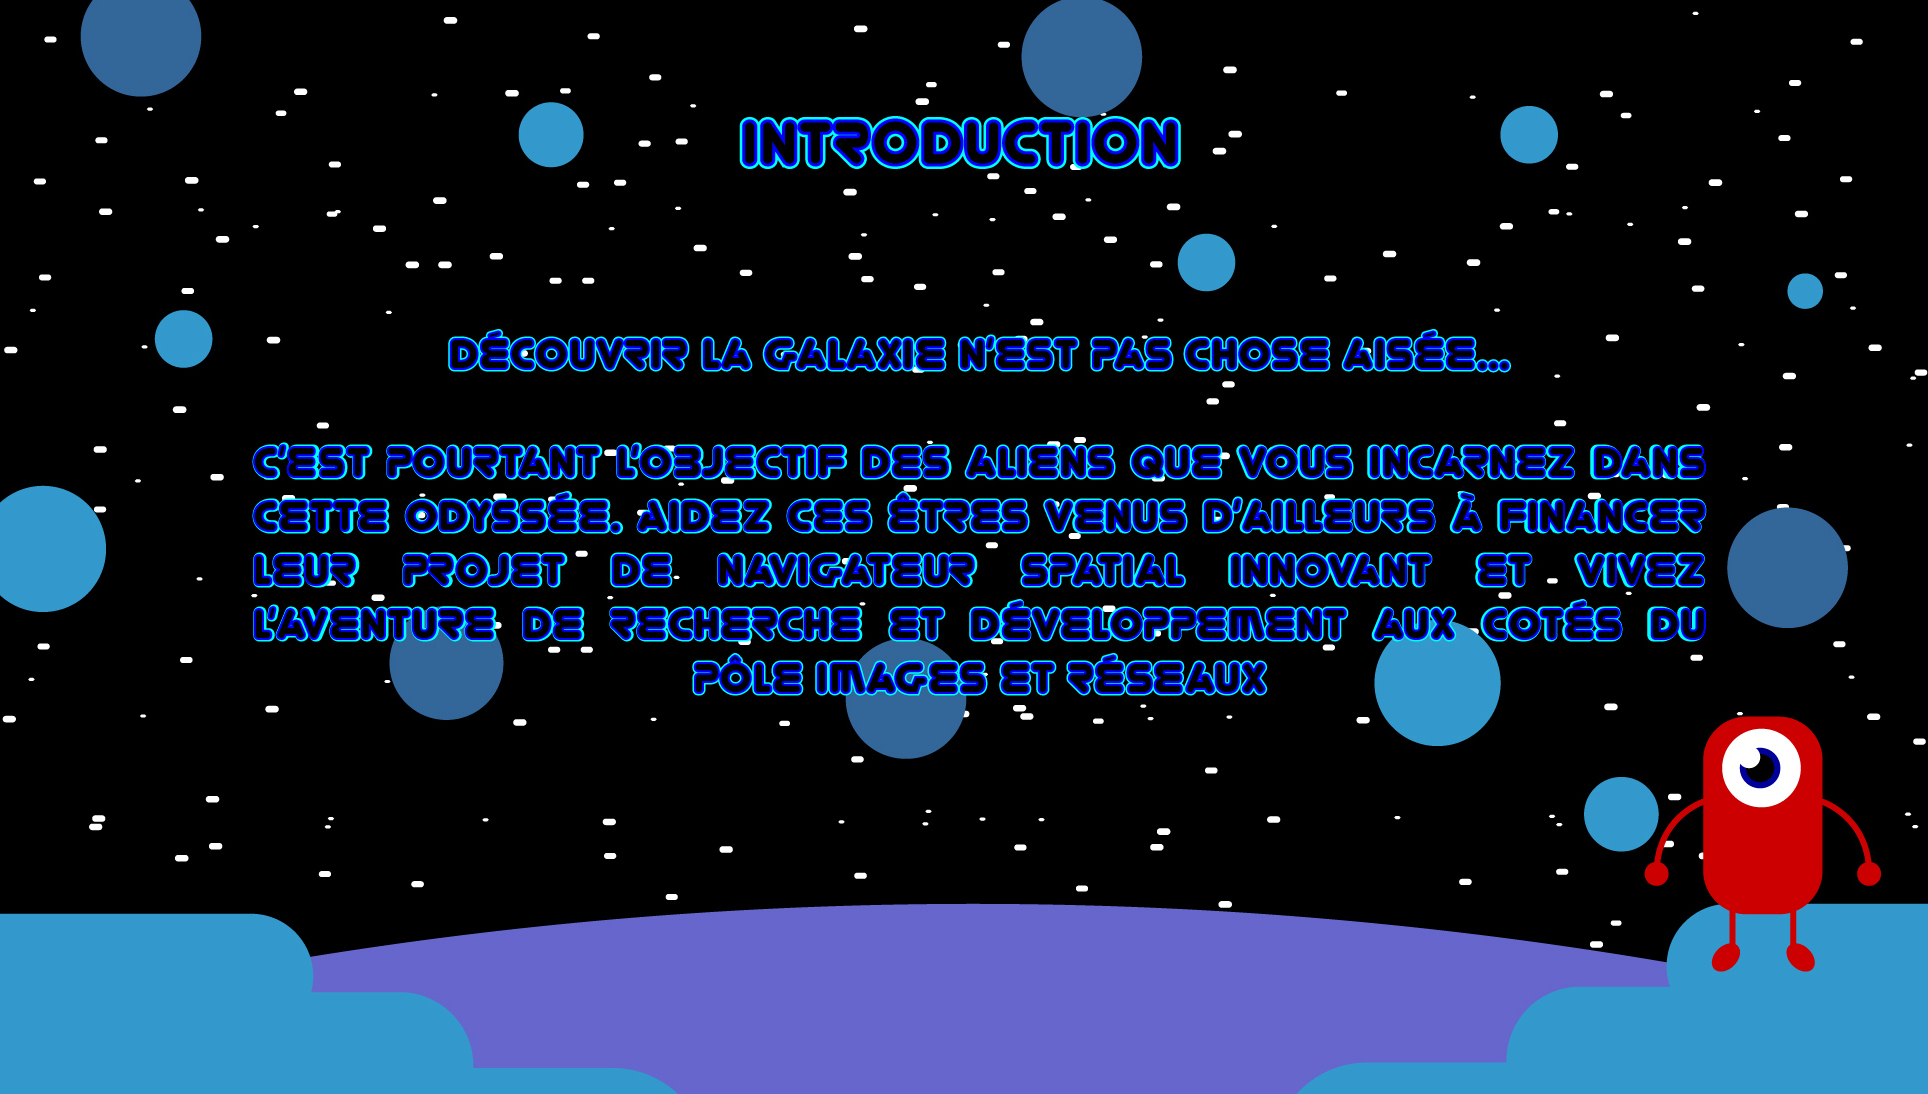 INTRODUCTION
DÉCOUVRIR LA GALAXIE N'EST PAS CHOSE AISÉE...
C'EST POURTANT L'OBJECTIF DES ALIENS QUE VOUS INCARNEZ DANS
CETTE ODYSSÉE. AIDEZ CES ÊTRES VENUS D'AILLEURS À FINANCER
LEUR PROJET DE NAVIGATEUR SPATIAL INNOVANT ET VIVEZ
L'AVENTURE DE RECHERCHE ET DÉVELOPPEMENT AUX COTÉS DU
PÔLE IMAGES ET RÉSEAUX